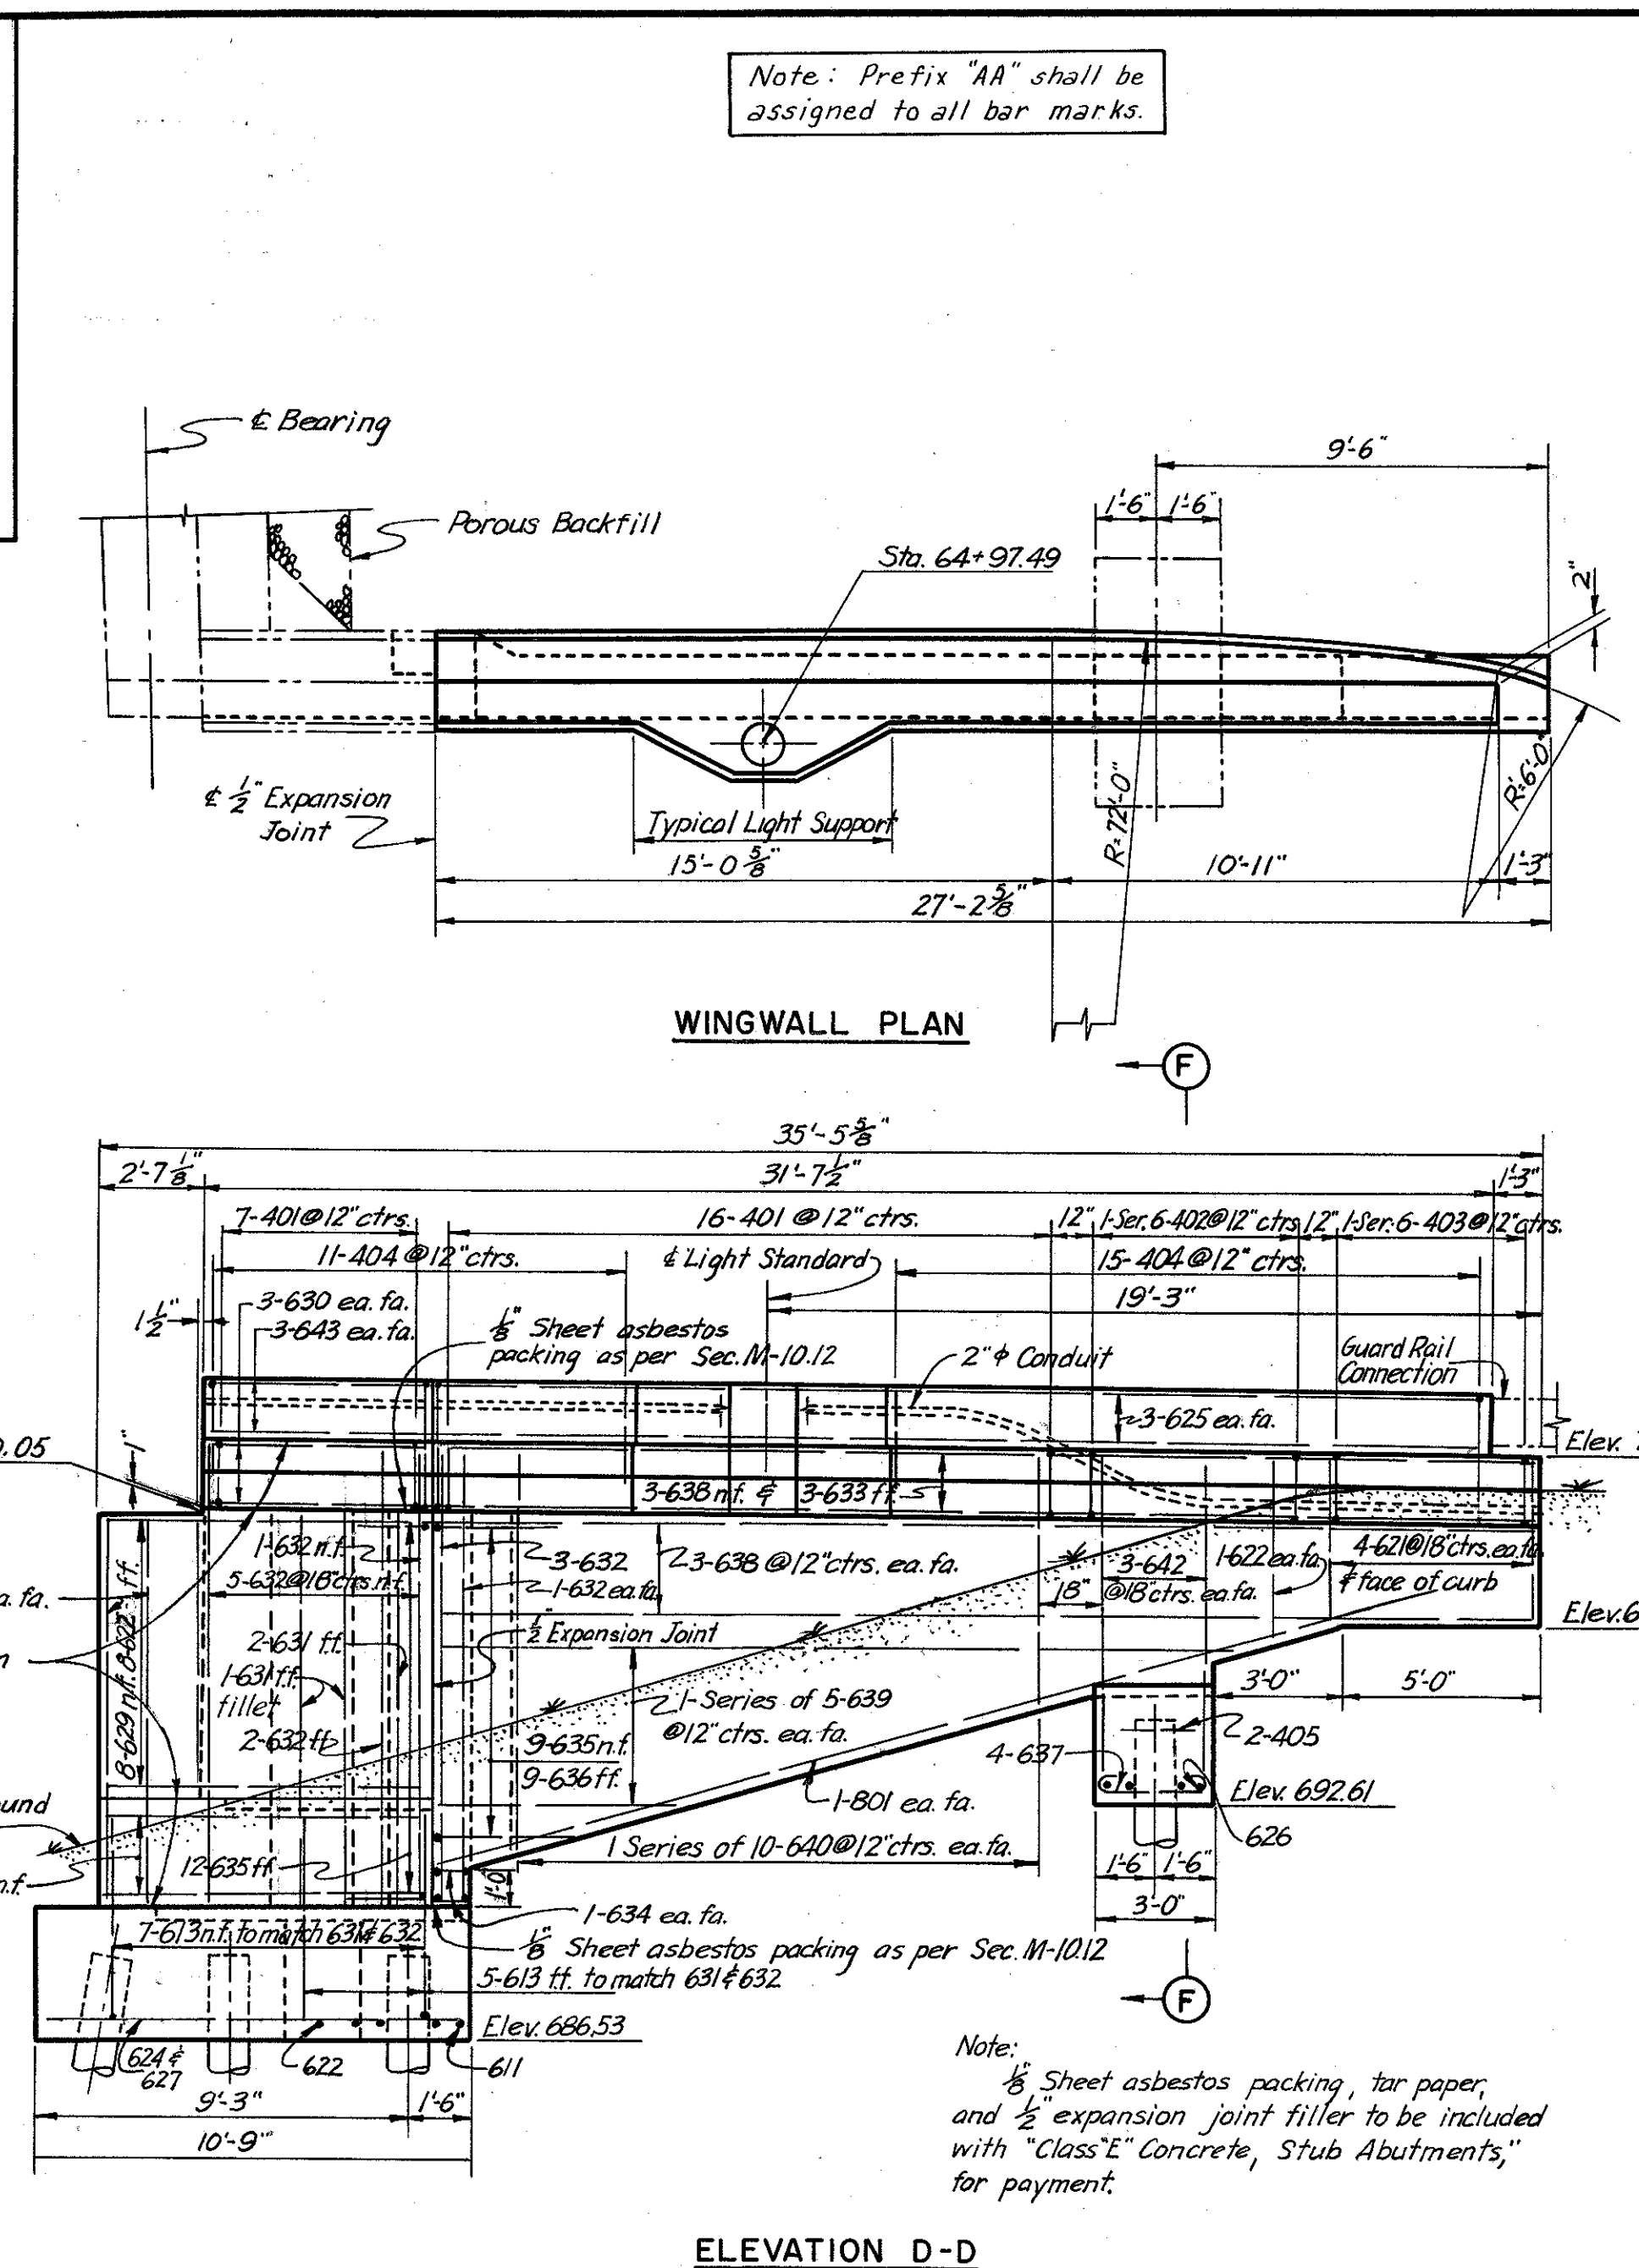 Note: Prefix "AA" shall be
assigned to all bar marks.
℄ Bearing
9'-6"
1'-6" 1'-6"
Porous Backfill
Sta. 64+97.49
2"
℄ 1/2" Expansion
Joint
Typical Light Support
R=72'-0"
R=6'-0"
15'-0 5/8"
10'-11"
1'-3"
27'-2 5/8"
WINGWALL PLAN
F
35'-5 5/8"
2'-7 1/8"
31'-7 1/2"
1'-3"
7-401@12"ctrs.
16-401 @ 12"ctrs.
12"
1-Ser. 6-402@12"ctrs.
12"
1-Ser. 6-403@12"ctrs.
11-404 @ 12"ctrs.
℄ Light Standard
15-404@12" ctrs.
19'-3"
1 1/2"
3-630 ea. fa.
3-643 ea. fa.
1/8" Sheet asbestos
packing as per Sec. M-10.12
2"φ Conduit
Guard Rail
Connection
3-625 ea. fa.
.05
1"
Elev.
3-638 n.f. & 3-633 f.f.
1-632 n.f.
5-632@18"ctrs. n.f.
3-632
1-632 ea. fa.
3-638 @ 12"ctrs. ea. fa.
18"
3-642
@18"ctrs. ea. fa.
1-622 ea. fa.
4-621@18"ctrs. ea. fa.
face of curb
a. fa.
Elev. 6
8-629 n.f. 8-622 f.f.
2-631 f.f.
1-631 f.f.
fillet
2-632 f.f.
1/2" Expansion Joint
1-Series of 5-639
@12"ctrs. ea. fa.
9-635 n.f.
9-636 f.f.
3'-0"
5'-0"
2-405
4-637
Elev. 692.61
626
1-801 ea. fa.
und
n.f.
12-635 f.f.
1 Series of 10-640@12"ctrs. ea. fa.
1'-0"
1'-6" 1'-6"
3'-0"
1-634 ea. fa.
7-613 n.f. to match 631 & 632
1/8" Sheet asbestos packing as per Sec. M-10.12
5-613 f.f. to match 631 & 632
F
Elev. 686.53
624 &
627
622
611
9'-3"
1'-6"
10'-9"
Note:
1/8" Sheet asbestos packing, tar paper,
and 1/2" expansion joint filler to be included
with "Class "E" Concrete, Stub Abutments,"
for payment.
ELEVATION D-D